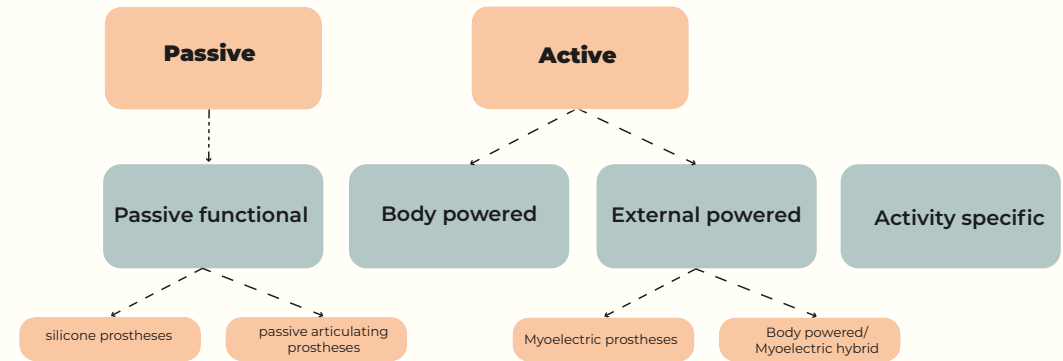 Passive
Active
Passive functional
Body powered
External powered
Activity specific
silicone prostheses
passive articulating
prostheses
Myoelectric prostheses
Body powered/
Myoelectric hybrid